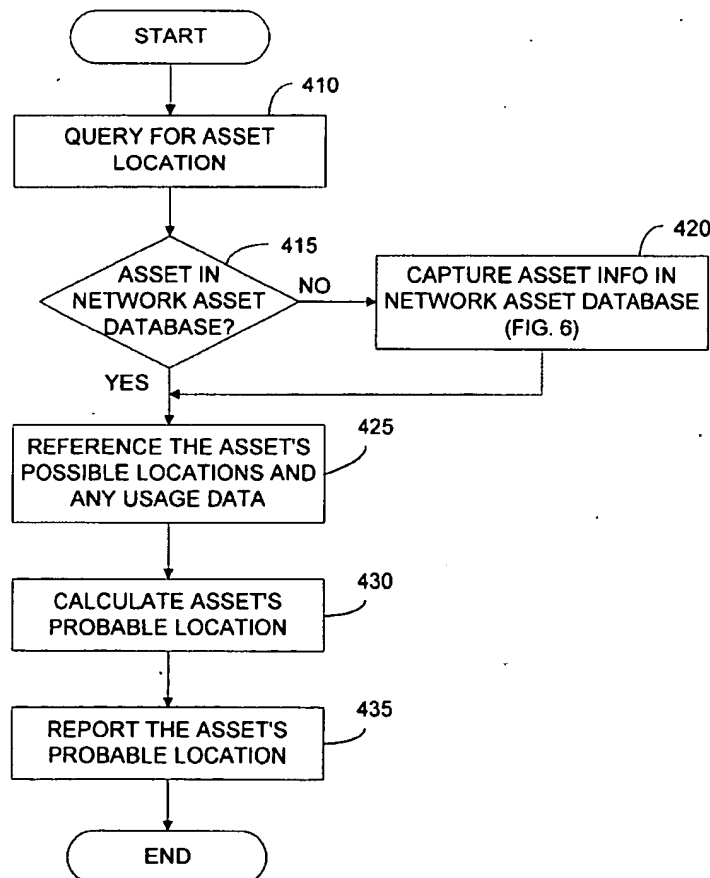 START
410
QUERY FOR ASSET
LOCATION
415
ASSET IN
NETWORK ASSET
DATABASE?
NO
420
CAPTURE ASSET INFO IN
NETWORK ASSET DATABASE
(FIG. 6)
YES
425
REFERENCE THE ASSET'S
POSSIBLE LOCATIONS AND
ANY USAGE DATA
430
CALCULATE ASSET'S
PROBABLE LOCATION
435
REPORT THE ASSET'S
PROBABLE LOCATION
END